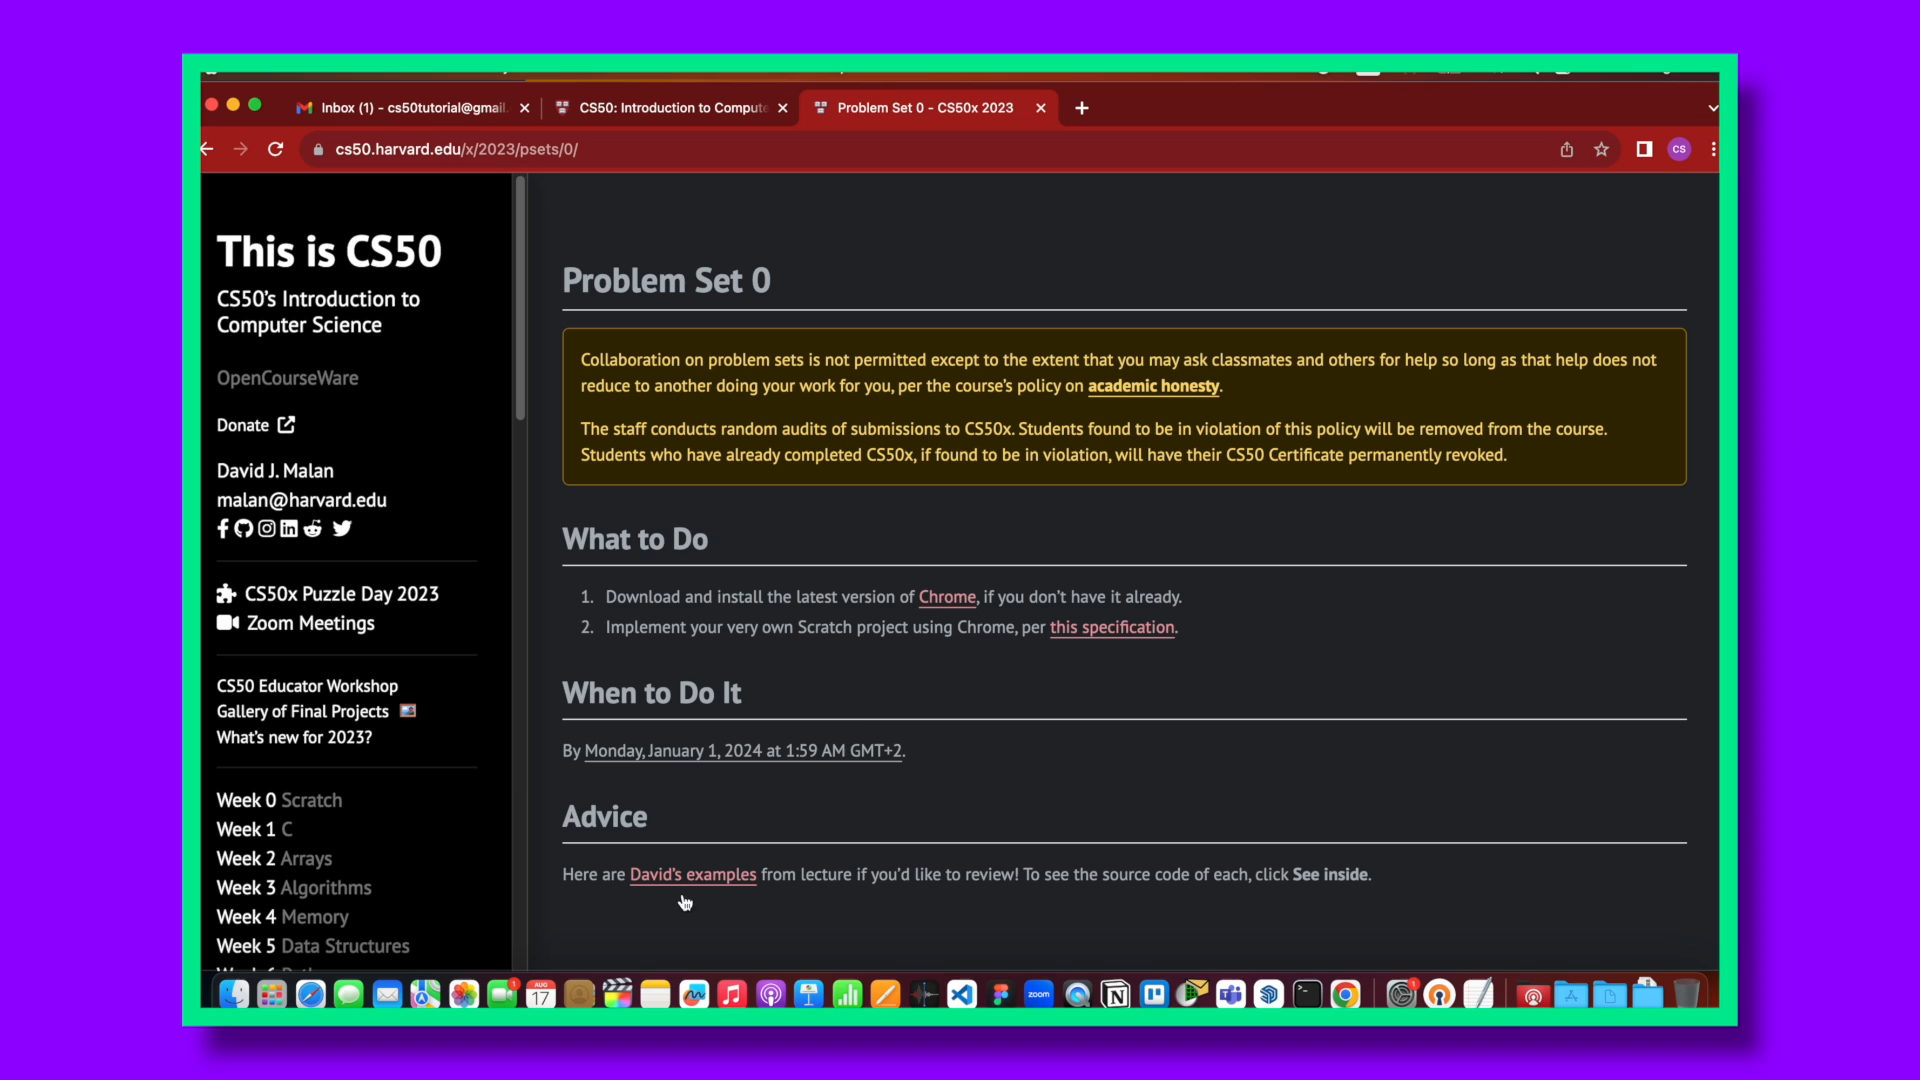 Inbox (1) - cs50tutorial@gmail.
CS50: Introduction to Compute
Problem Set 0 - CS50x 2023
cs50.harvard.edu/x/2023/psets/0/
CS
This is CS50
CS50's Introduction to
Computer Science
OpenCourseWare
Donate
David J. Malan
malan@harvard.edu
CS50x Puzzle Day 2023
Zoom Meetings
CS50 Educator Workshop
Gallery of Final Projects
What's new for 2023?
Week 0 Scratch
Week 1 C
Week 2 Arrays
Week 3 Algorithms
Week 4 Memory
Week 5 Data Structures
Problem Set 0
Collaboration on problem sets is not permitted except to the extent that you may ask classmates and others for help so long as that help does not
reduce to another doing your work for you, per the course's policy on academic honesty.
The staff conducts random audits of submissions to CS50x. Students found to be in violation of this policy will be removed from the course.
Students who have already completed CS50x, if found to be in violation, will have their CS50 Certificate permanently revoked.
What to Do
1. Download and install the latest version of Chrome, if you don't have it already.
2. Implement your very own Scratch project using Chrome, per this specification.
When to Do It
By Monday, January 1, 2024 at 1:59 AM GMT+2.
Advice
Here are David's examples from lecture if you'd like to review! To see the source code of each, click See inside.
AUG
17
zoom